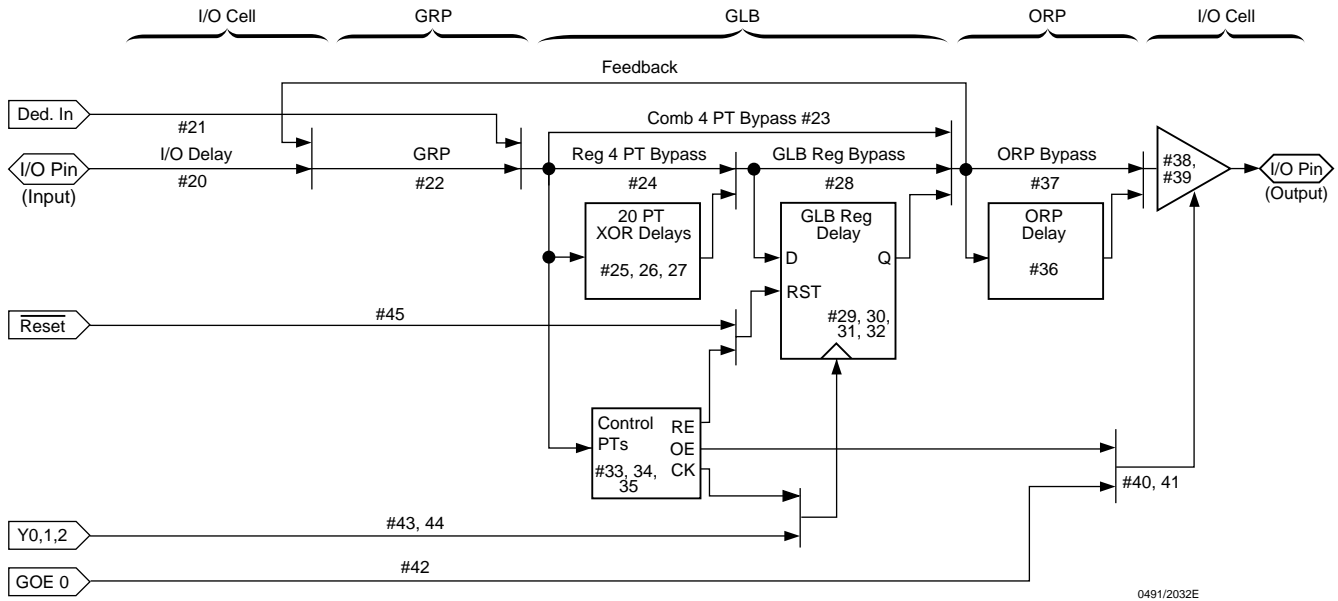 I/O Cell
GRP
GLB
ORP
I/O Cell
Feedback
Ded. In
#21
Comb 4 PT Bypass #23
I/O Pin
(Input)
I/O Delay
#20
GRP
#22
Reg 4 PT Bypass
#24
GLB Reg Bypass
#28
ORP Bypass
#37
#38,
#39
I/O Pin
(Output)
20 PT
XOR Delays
#25, 26, 27
GLB Reg
Delay
D
Q
RST
#29, 30,
31, 32
ORP
Delay
#36
Reset
#45
Control
PTs
#33, 34,
35
RE
OE
CK
#40, 41
Y0,1,2
#43, 44
GOE 0
#42
0491/2032E